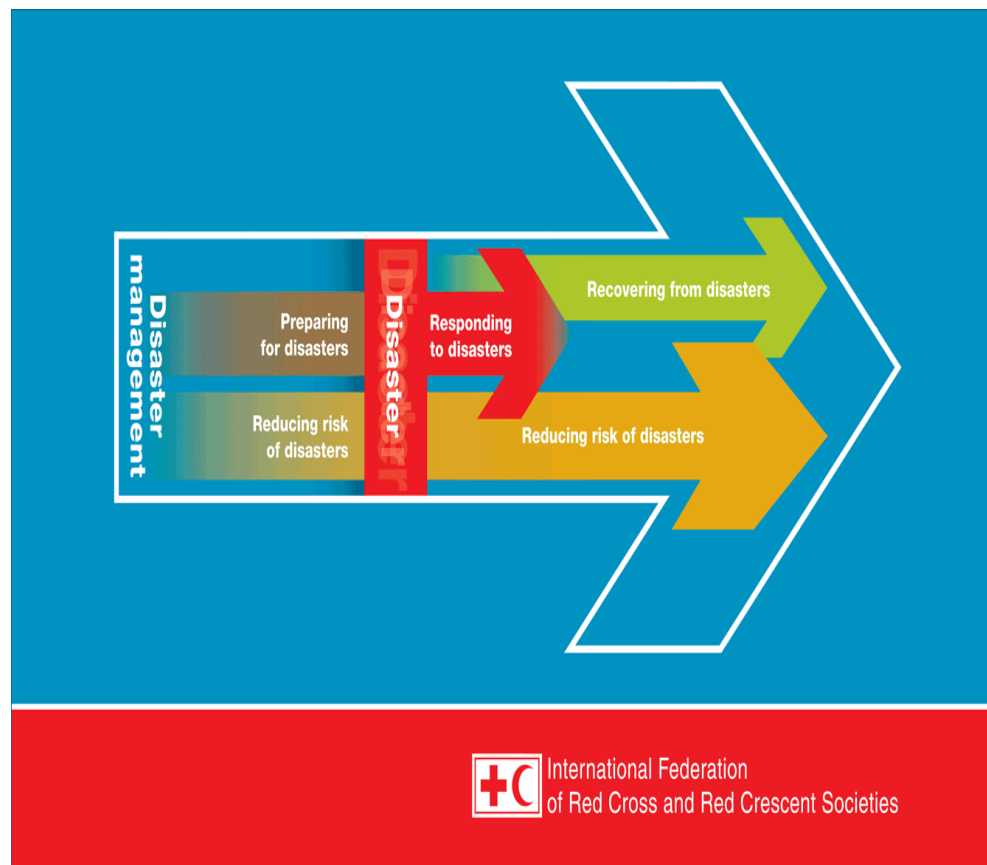 Disaster
management
Preparing
for disasters
Reducing risk
of disasters
Disaster
Disaster
Responding
to disasters
Recovering from disasters
Reducing risk of disasters
International Federation
of Red Cross and Red Crescent Societies